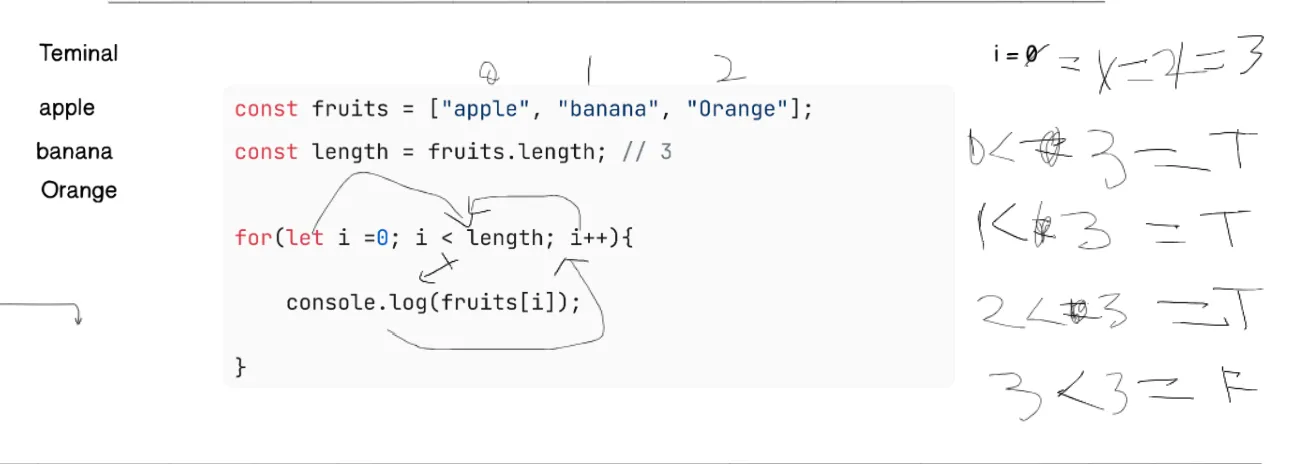 Teminal
i = 0 = 1 = 2 = 3
0 1 2
apple
const fruits = ["apple", "banana", "Orange"];
banana
const length = fruits.length; // 3
0 < 3 = T
Orange
for(let i =0; i < length; i++){
1 < 3 = T
console.log(fruits[i]);
2 < 3 = T
}
3 < 3 = F